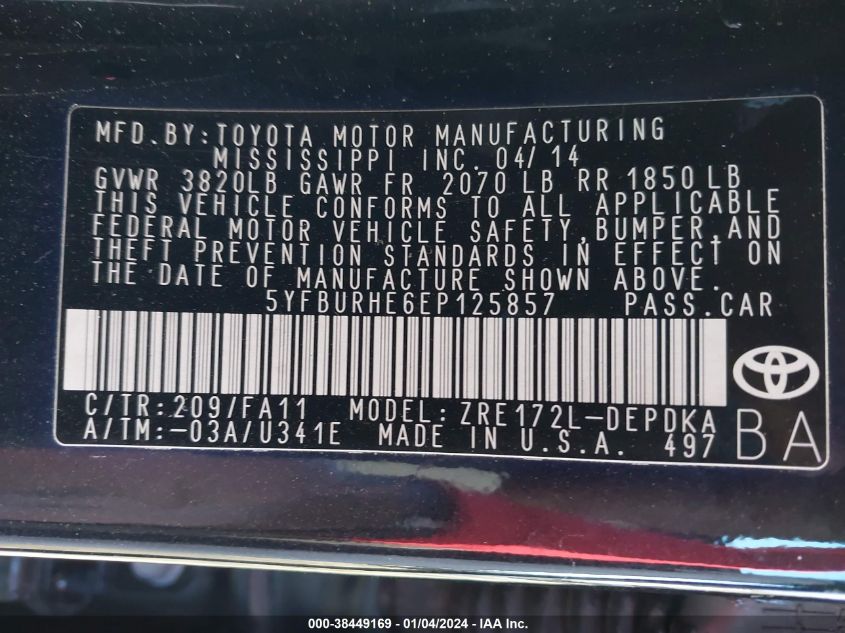 MFD.BY:TOYOTA MOTOR MANUFACTURING
MISSISSIPPI INC. 04/14
GVWR 3820LB GAWR FR 2070 LB RR 1850 LB
THIS VEHICLE CONFORMS TO ALL APPLICABLE
FEDERAL MOTOR VEHICLE SAFETY,BUMPER,AND
THEFT PREVENTION STANDARDS IN EFFECT ON
THE DATE OF MANUFACTURE SHOWN ABOVE.
5YFBURHE6EP125857 PASS.CAR
C/TR:209/FA11 MODEL: ZRE172L-DEPDKA
A/TM:-03A/U341E MADE IN U.S.A. 497
BA
000-38449169 - 01/04/2024 - IAA Inc.